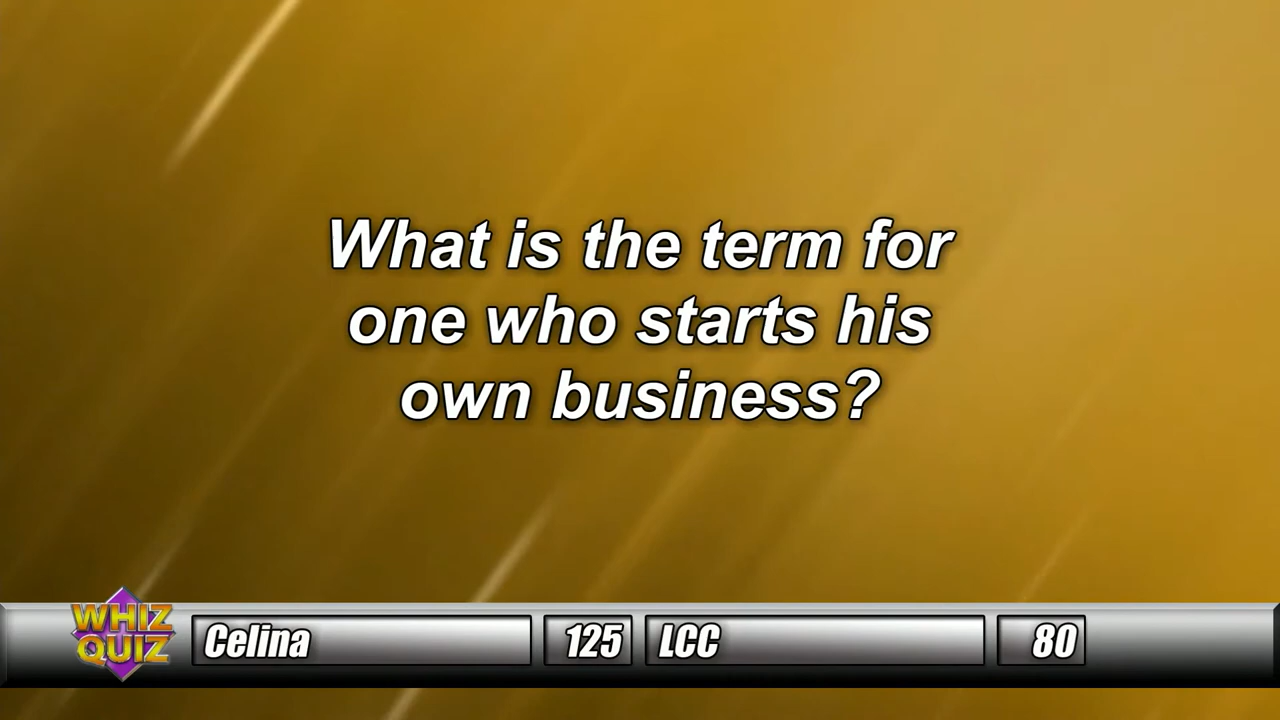 What is the term for
one who starts his
own business?
WHIZ
QUIZ
Celina 125 LCC 80